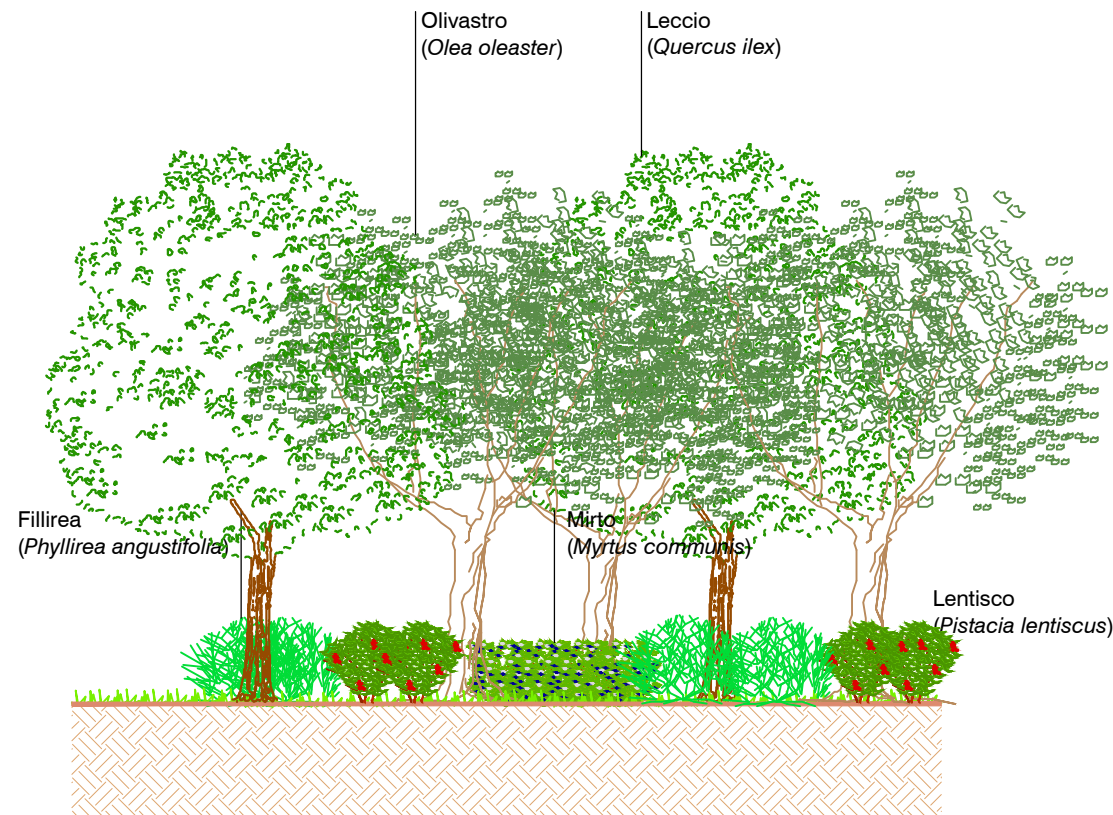 Olivastro
(Olea oleaster)
Leccio
(Quercus ilex)
Fillirea
(Phyllirea angustifolia)
Mirto
(Myrtus communis)
Lentisco
(Pistacia lentiscus)